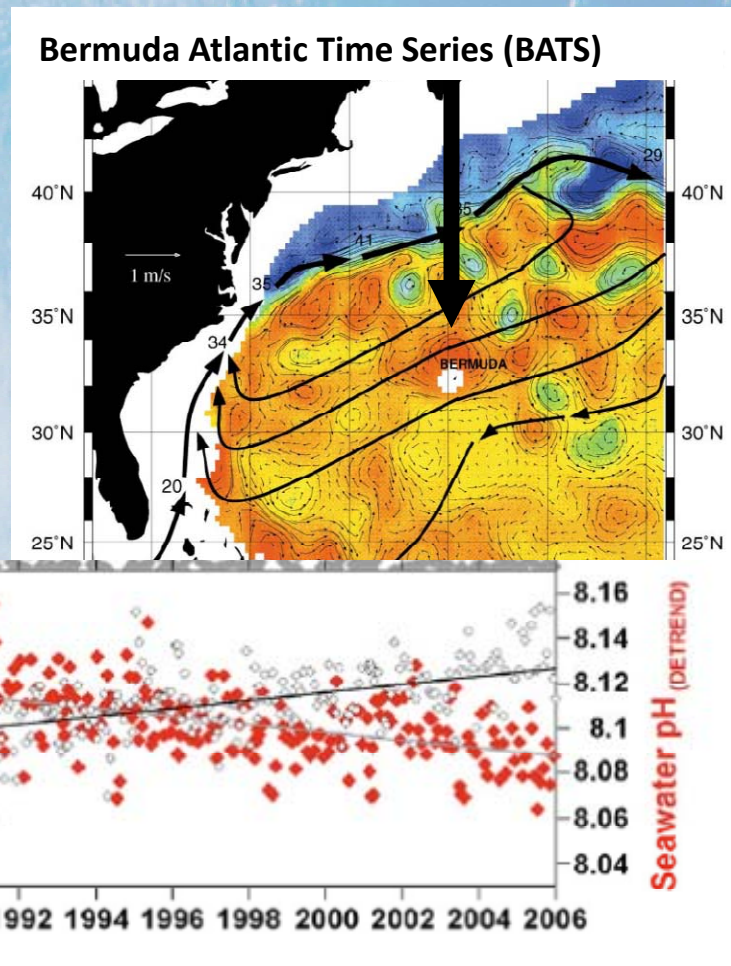 Bermuda Atlantic Time Series (BATS)
29
40°N 40°N
41
1 m/s
35
35°N 35°N
34
BERMUDA
30°N 30°N
20
25°N 25°N
8.16
8.14
8.12
8.1
8.08
8.06
8.04
Seawater pH (DETREND)
992 1994 1996 1998 2000 2002 2004 2006